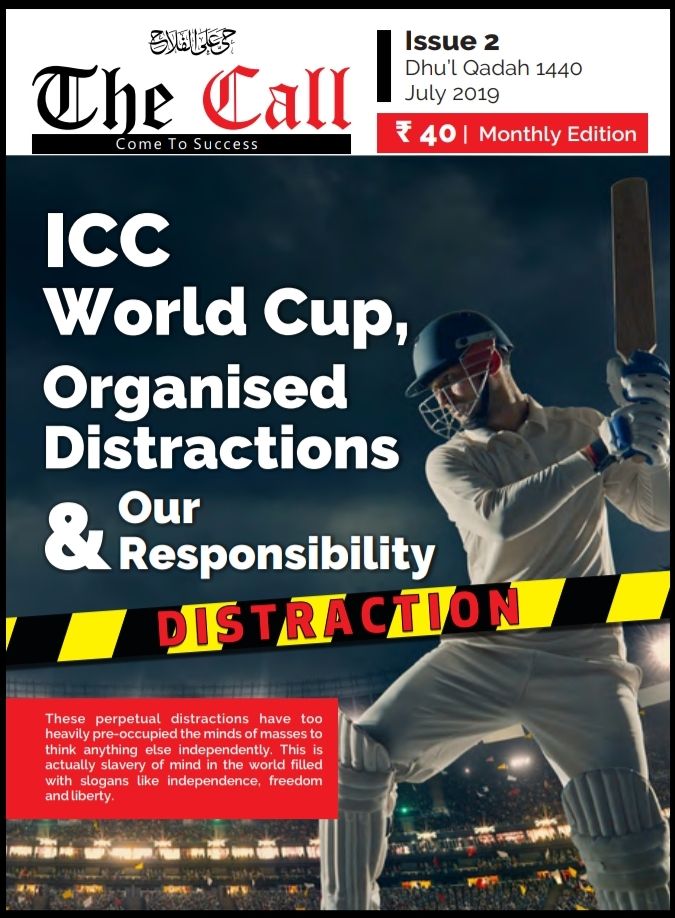 حي على الفلاح
The Call
Come To Success
Issue 2
Dhu'l Qadah 1440
July 2019
₹ 40 | Monthly Edition
ICC
World Cup,
Organised
Distractions
& Our
Responsibility
DISTRACTION
These perpetual distractions have too
heavily pre-occupied the minds of masses to
think anything else independently. This is
actually slavery of mind in the world filled
with slogans like independence, freedom
and liberty.